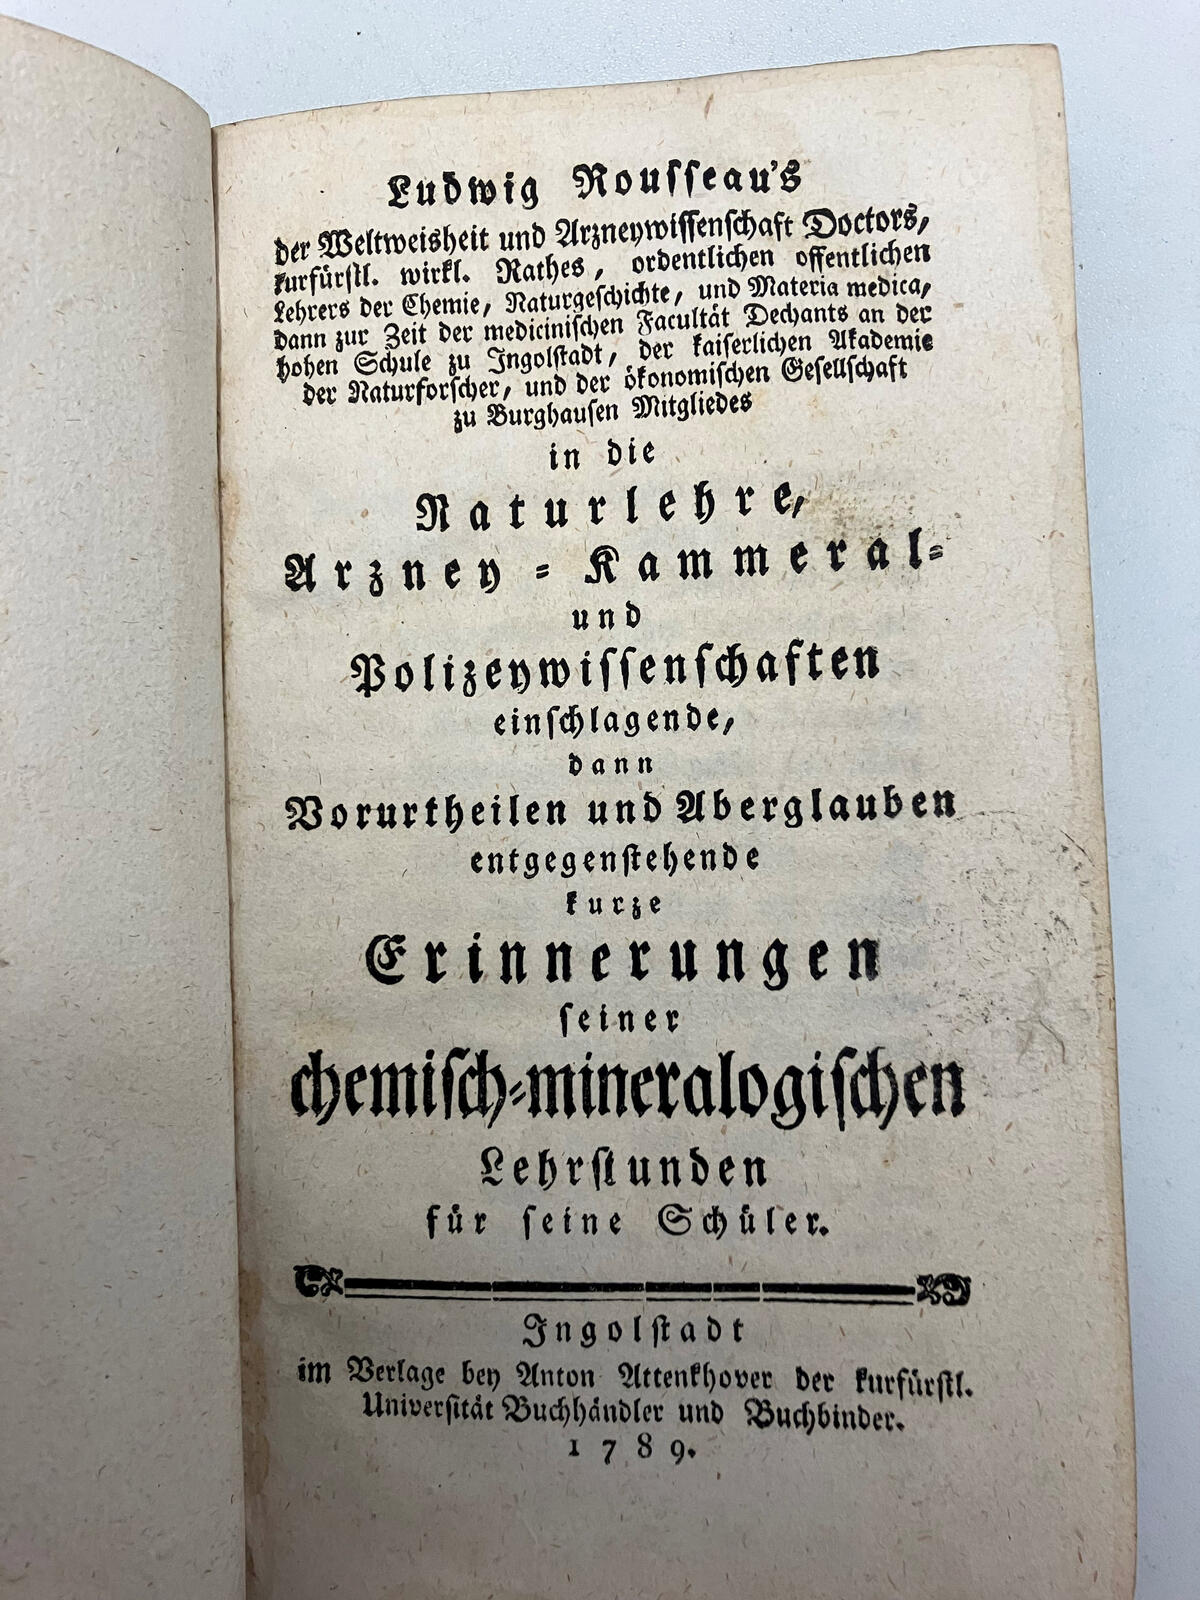 Ludwig Rousseau's
der Weltweisheit und Arzneywissenschaft Doctors,
kurfürstl. wirkl. Rathes, ordentlichen offentlichen
Lehrers der Chemie, Naturgeschichte, und Materia medica,
dann zur Zeit der medicinischen Facultät Dechants an der
hohen Schule zu Ingolstadt, der kaiserlichen Akademie
der Naturforscher, und der ökonomischen Gesellschaft
zu Burghausen Mitgliedes
in die
Naturlehre,
Arzney-Kammeral-
und
Polizeywissenschaften
einschlagende,
dann
Vorurtheilen und Aberglauben
entgegenstehende
kurze
Erinnerungen
seiner
chemisch-mineralogischen
Lehrstunden
für seine Schüler.
Ingolstadt
im Verlage bey Anton Attenkhover der kurfürstl.
Universität Buchhändler und Buchbinder.
1789.